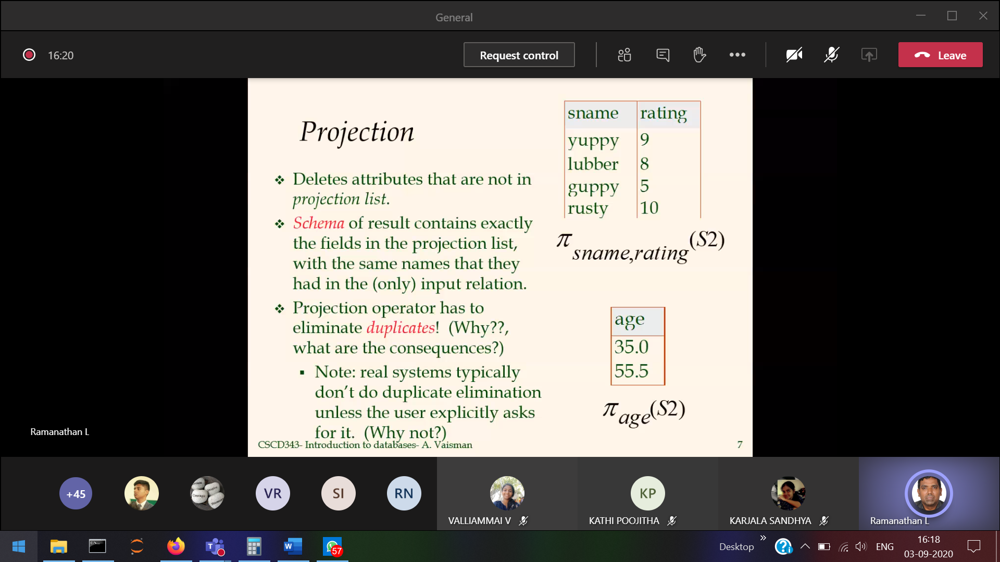 General
16:20
Request control
Leave
Projection
❖ Deletes attributes that are not in
projection list.
❖ Schema of result contains exactly
the fields in the projection list,
with the same names that they
had in the (only) input relation.
❖ Projection operator has to
eliminate duplicates! (Why??,
what are the consequences?)
▪ Note: real systems typically
don’t do duplicate elimination
unless the user explicitly asks
for it. (Why not?)
sname rating
yuppy 9
lubber 8
guppy 5
rusty 10
π sname,rating (S2)
age
35.0
55.5
π age (S2)
CSCD343- Introduction to databases- A. Vaisman 7
Ramanathan L
+45
VR
SI
RN
KP
VALLIAMMAI V
KATHI POOJITHA
KARJALA SANDHYA
Ramanathan L
57
Desktop
ENG
16:18
03-09-2020